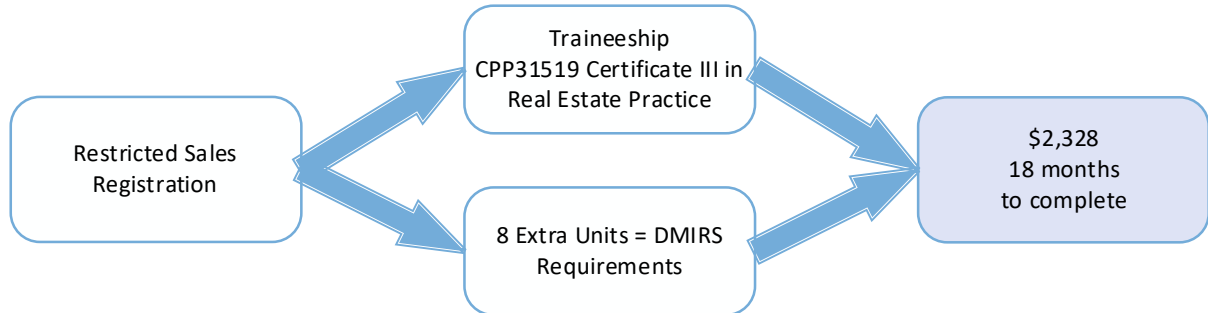 Restricted Sales
Registration
Traineeship
CPP31519 Certificate III in
Real Estate Practice
8 Extra Units = DMIRS
Requirements
$2,328
18 months
to complete